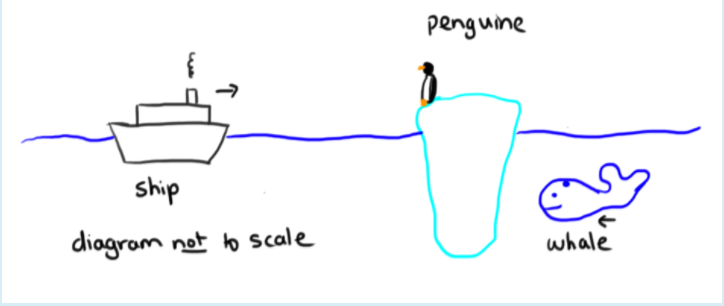 penguine
ship
diagram not to scale
whale